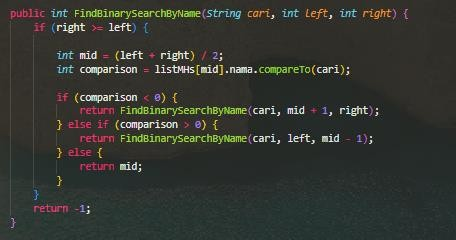 public int FindBinarySearchByName(String cari, int left, int right) {
    if (right >= left) {

        int mid = (left + right) / 2;
        int comparison = listMHs[mid].nama.compareTo(cari);

        if (comparison < 0) {
            return FindBinarySearchByName(cari, mid + 1, right);
        } else if (comparison > 0) {
            return FindBinarySearchByName(cari, left, mid - 1);
        } else {
            return mid;
        }
    }
    return -1;
}